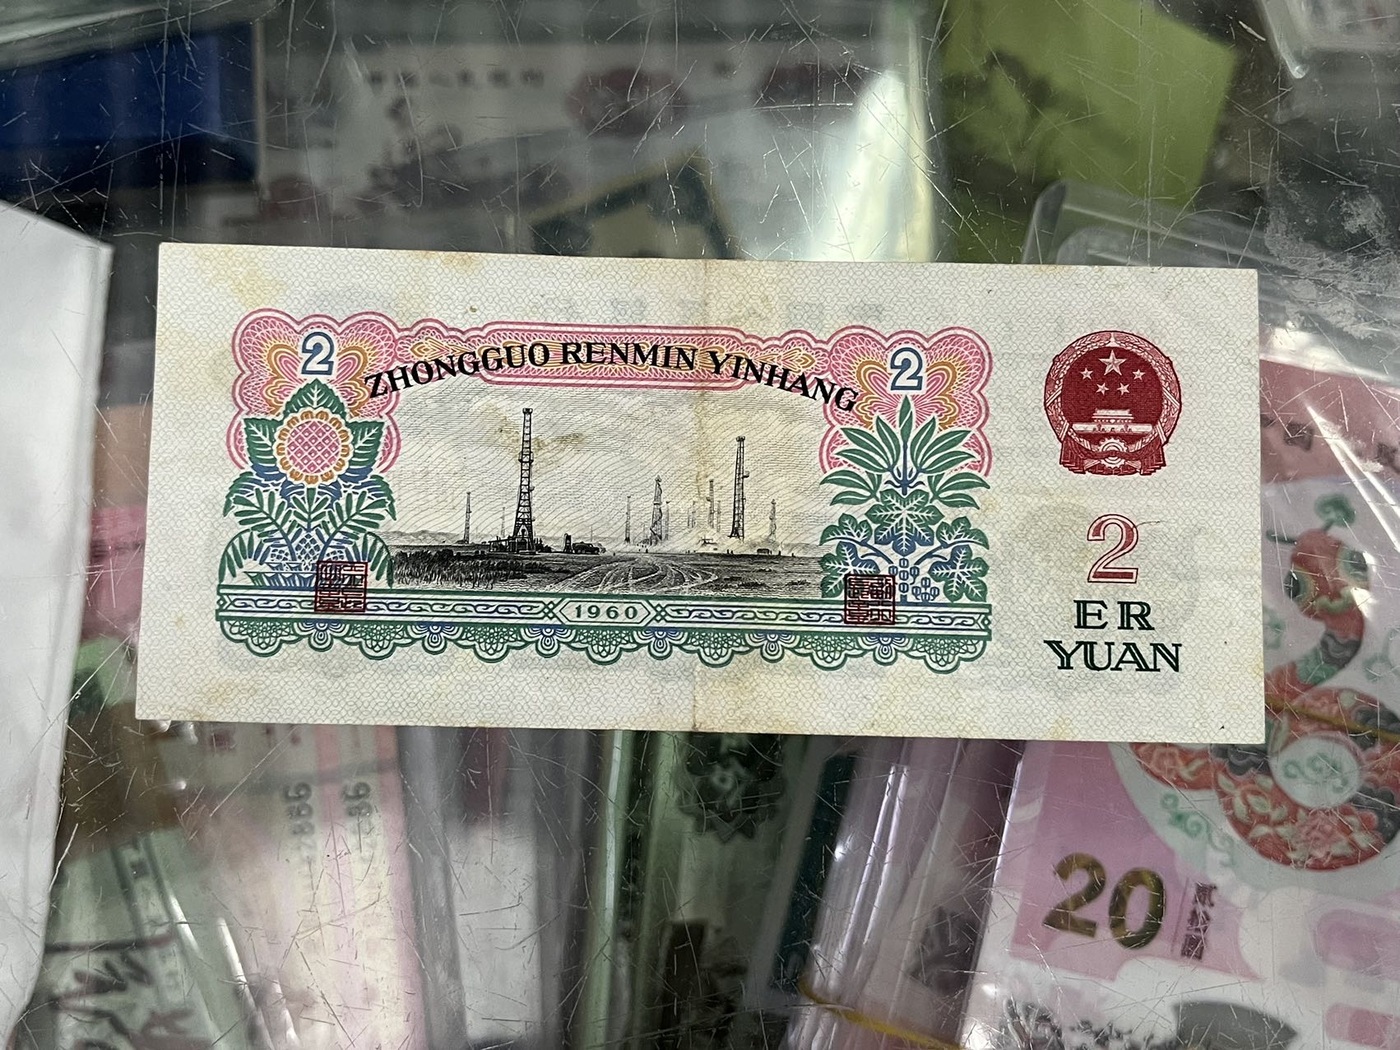 2
2
ZHONGGUO RENMIN YINHANG
1960
2
ER
YUAN
20